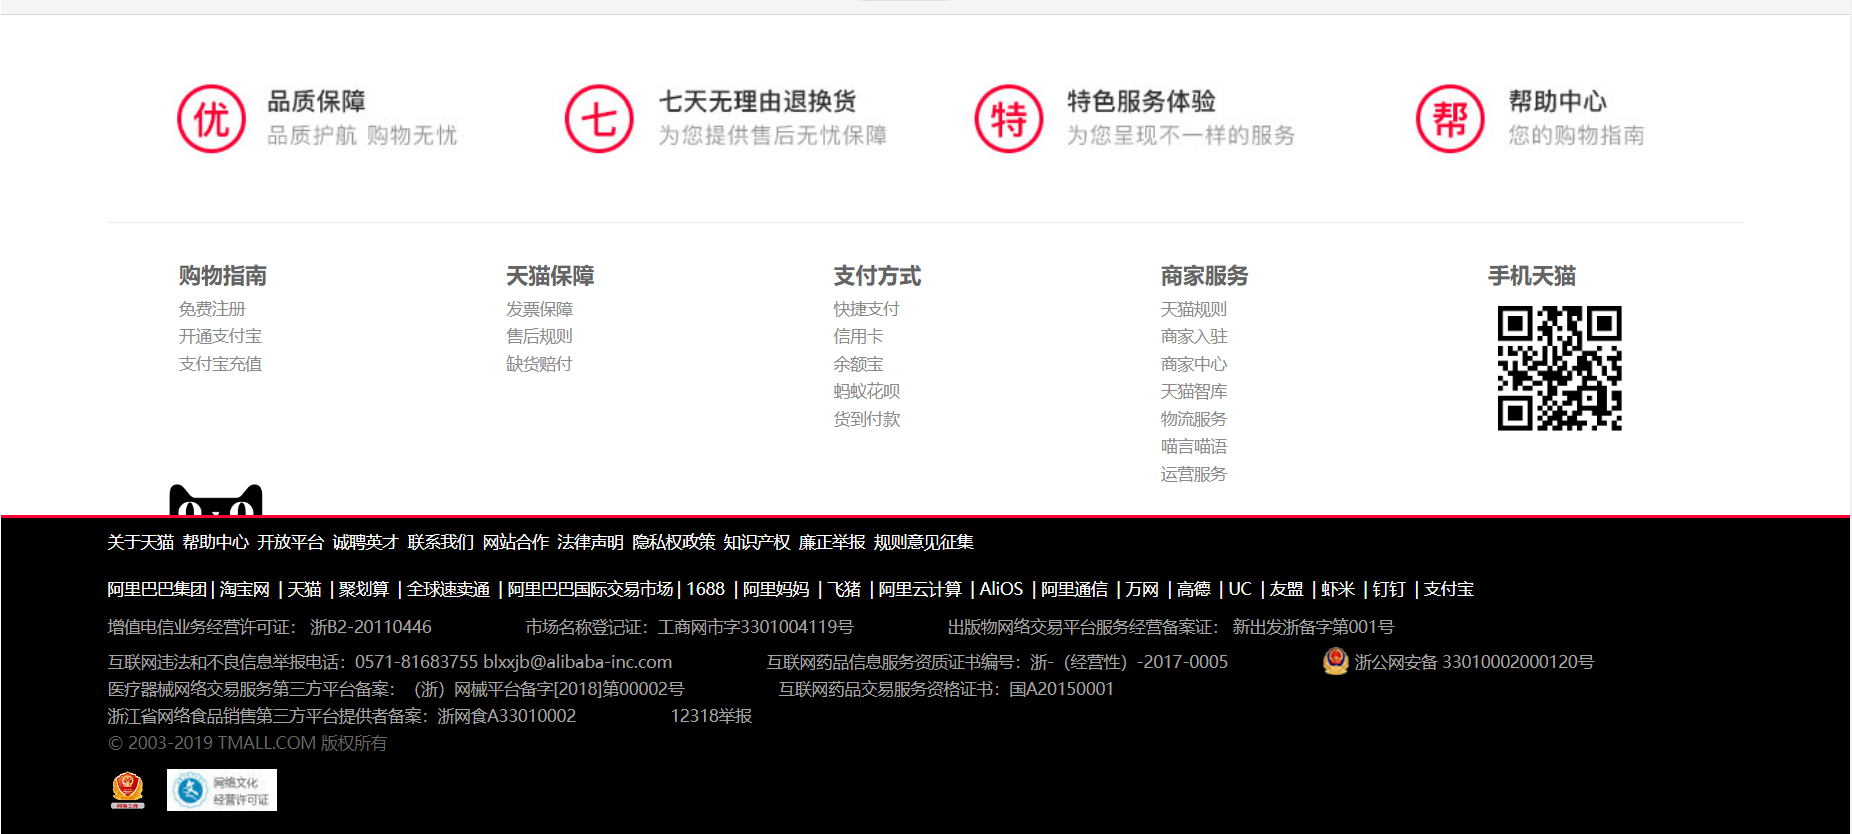 优 品质保障 七 七天无理由退换货 特 特色服务体验 帮 帮助中心
品质护航 购物无忧 为您提供售后无忧保障 为您呈现不一样的服务 您的购物指南
购物指南 天猫保障 支付方式 商家服务 手机天猫
免费注册 发票保障 快捷支付 天猫规则
开通支付宝 售后规则 信用卡 商家入驻
支付宝充值 缺货赔付 余额宝 商家中心
蚂蚁花呗 天猫智库
货到付款 物流服务
喵言喵语
运营服务
关于天猫 帮助中心 开放平台 诚聘英才 联系我们 网站合作 法律声明 隐私权政策 知识产权 廉正举报 规则意见征集
阿里巴巴集团 | 淘宝网 | 天猫 | 聚划算 | 全球速卖通 | 阿里巴巴国际交易市场 | 1688 | 阿里妈妈 | 飞猪 | 阿里云计算 | AliOS | 阿里通信 | 万网 | 高德 | UC | 友盟 | 虾米 | 钉钉 | 支付宝
增值电信业务经营许可证： 浙B2-20110446 市场名称登记证：工商网市字3301004119号 出版物网络交易平台服务经营备案证： 新出发浙备字第001号
互联网违法和不良信息举报电话：0571-81683755 blxxjb@alibaba-inc.com 互联网药品信息服务资质证书编号：浙-（经营性）-2017-0005 浙公网安备 33010002000120号
医疗器械网络交易服务第三方平台备案：（浙）网械平台备字[2018]第00002号 互联网药品交易服务资格证书：国A20150001
浙江省网络食品销售第三方平台提供者备案：浙网食A33010002 12318举报
© 2003-2019 TMALL.COM 版权所有
网络文化
经营许可证